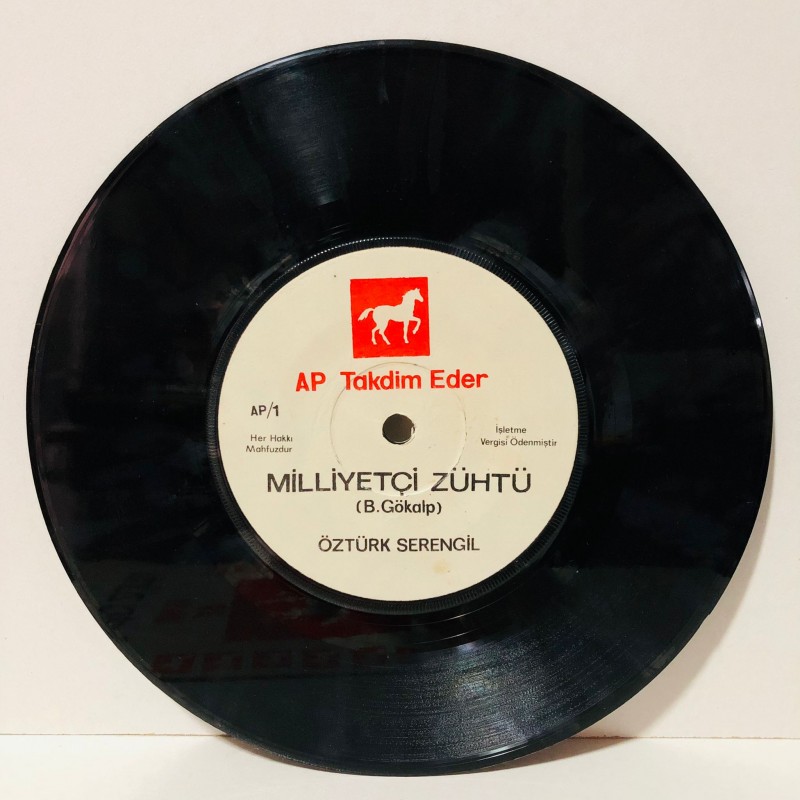 AP Takdim Eder
AP/1
Her Hakkı
Mahfuzdur
İşletme
Vergisi Ödenmiştir
MİLLİYETÇİ ZÜHTÜ
(B.Gökalp)
ÖZTÜRK SERENGİL